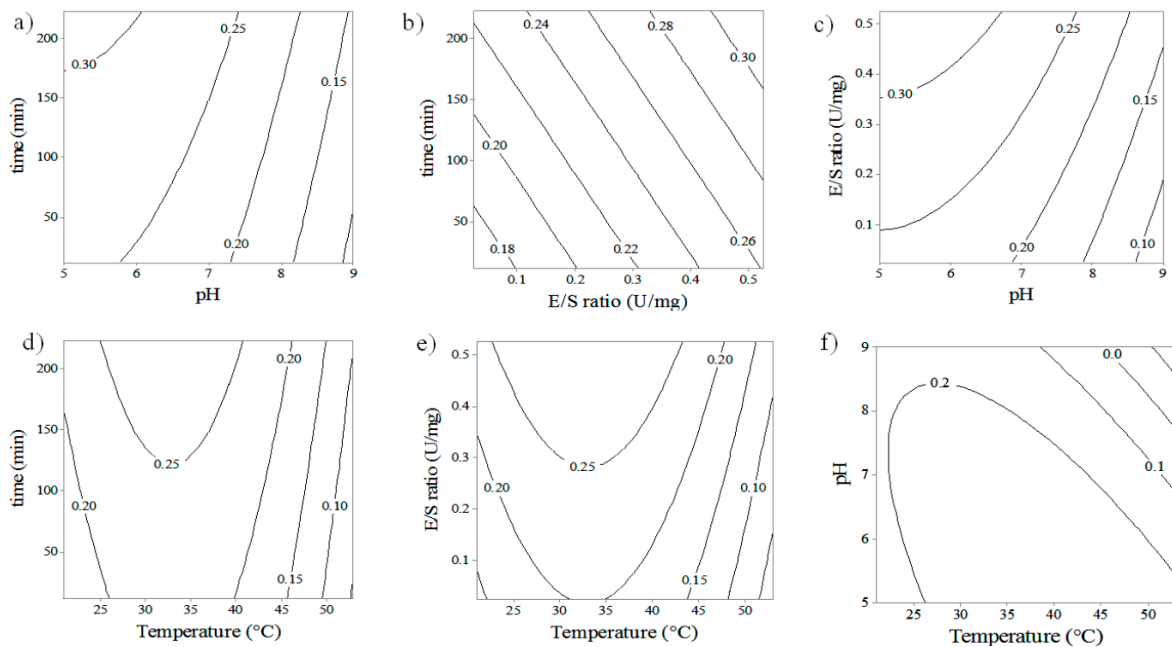 a)
time (min)
200
150
100
50
5 6 7 8 9
pH
0.30
0.25
0.20
0.15
b)
time (min)
200
150
100
50
0.1 0.2 0.3 0.4 0.5
E/S ratio (U/mg)
0.24
0.28
0.30
0.20
0.18
0.22
0.26
c)
E/S ratio (U/mg)
0.5
0.4
0.3
0.2
0.1
5 6 7 8 9
pH
0.25
0.30
0.15
0.20
0.10
d)
time (min)
200
150
100
50
25 30 35 40 45 50
Temperature (°C)
0.20
0.25
0.20
0.10
0.15
e)
E/S ratio (U/mg)
0.5
0.4
0.3
0.2
0.1
25 30 35 40 45 50
Temperature (°C)
0.20
0.25
0.20
0.10
0.15
f)
pH
9
8
7
6
5
25 30 35 40 45 50
Temperature (°C)
0.0
0.2
0.1